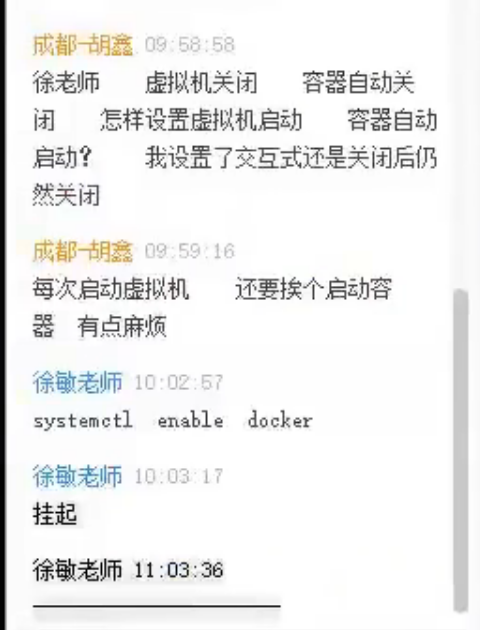 成都-胡鑫 09:58:58
徐老师 虚拟机关闭 容器自动关
闭 怎样设置虚拟机启动 容器自动
启动? 我设置了交互式还是关闭后仍
然关闭
成都-胡鑫 09:59:16
每次启动虚拟机 还要挨个启动容
器 有点麻烦
徐敏老师 10:02:57
systemctl enable docker
徐敏老师 10:03:17
挂起
徐敏老师 11:03:36